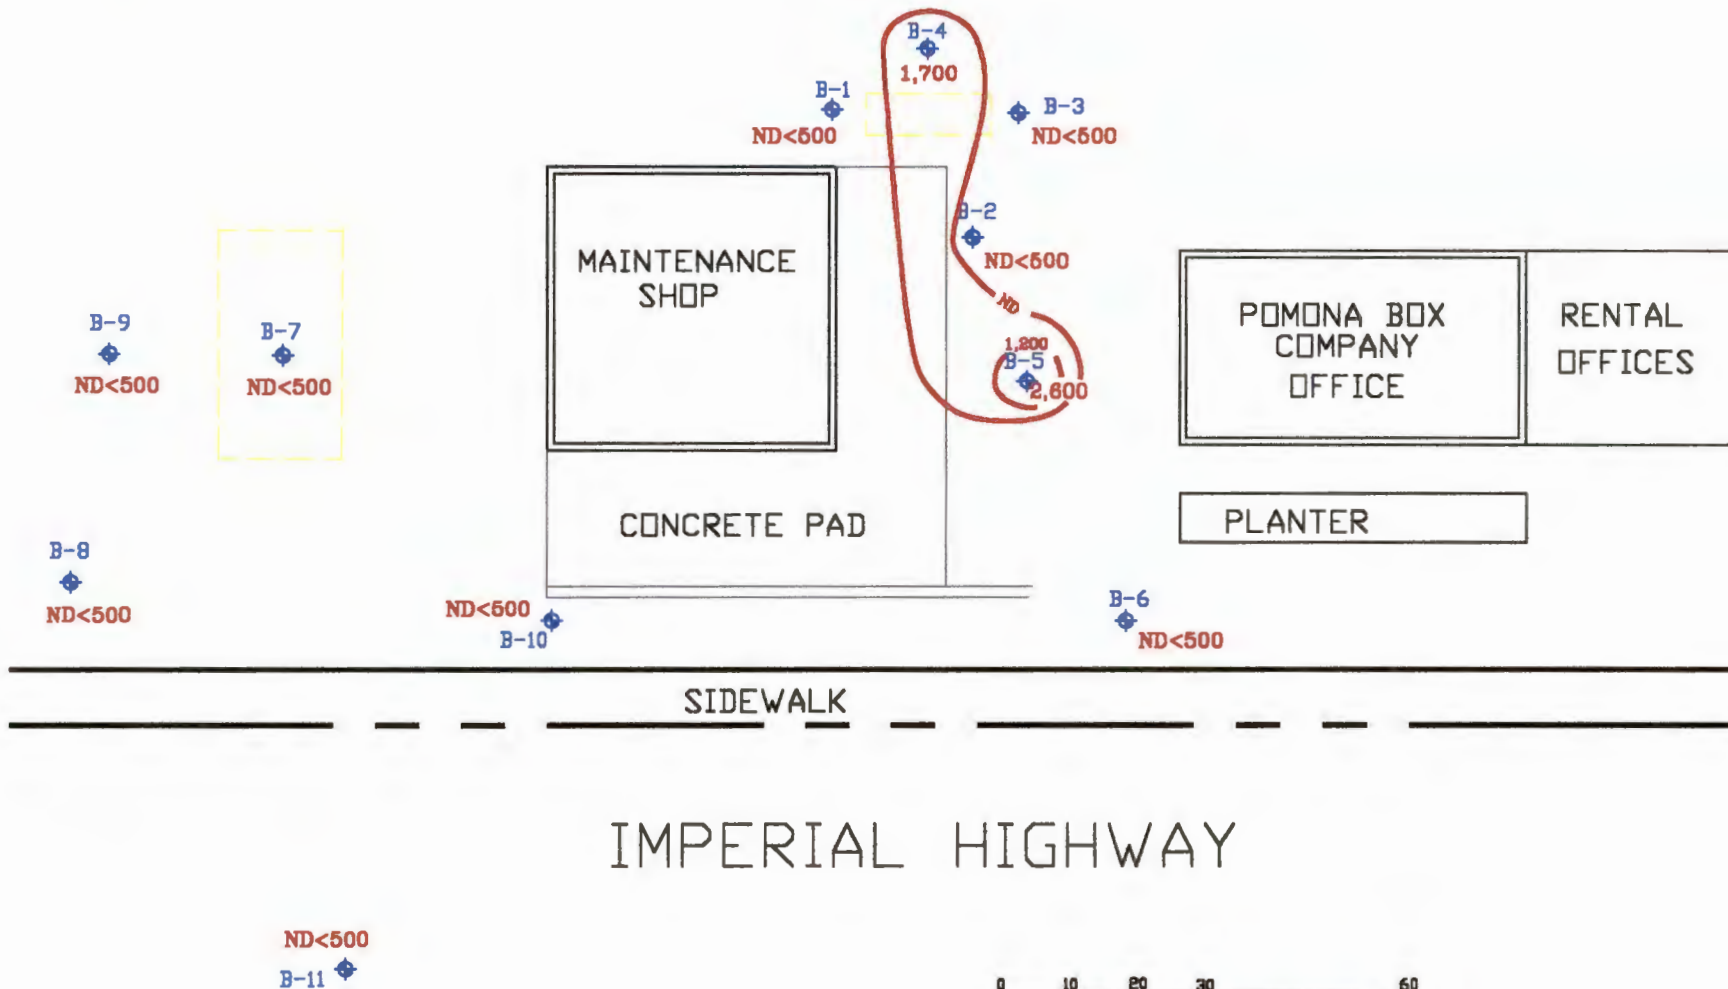 B-4
1,700
B-1
ND<500
B-3
ND<500
B-2
ND<500
MAINTENANCE
SHOP
ND
POMONA BOX
COMPANY
OFFICE
RENTAL
OFFICES
B-9
ND<500
B-7
ND<500
1,200
B-5
2,600
CONCRETE PAD
PLANTER
B-8
ND<500
ND<500
B-10
B-6
ND<500
SIDEWALK
IMPERIAL HIGHWAY
ND<500
B-11
0 10 20 30 60